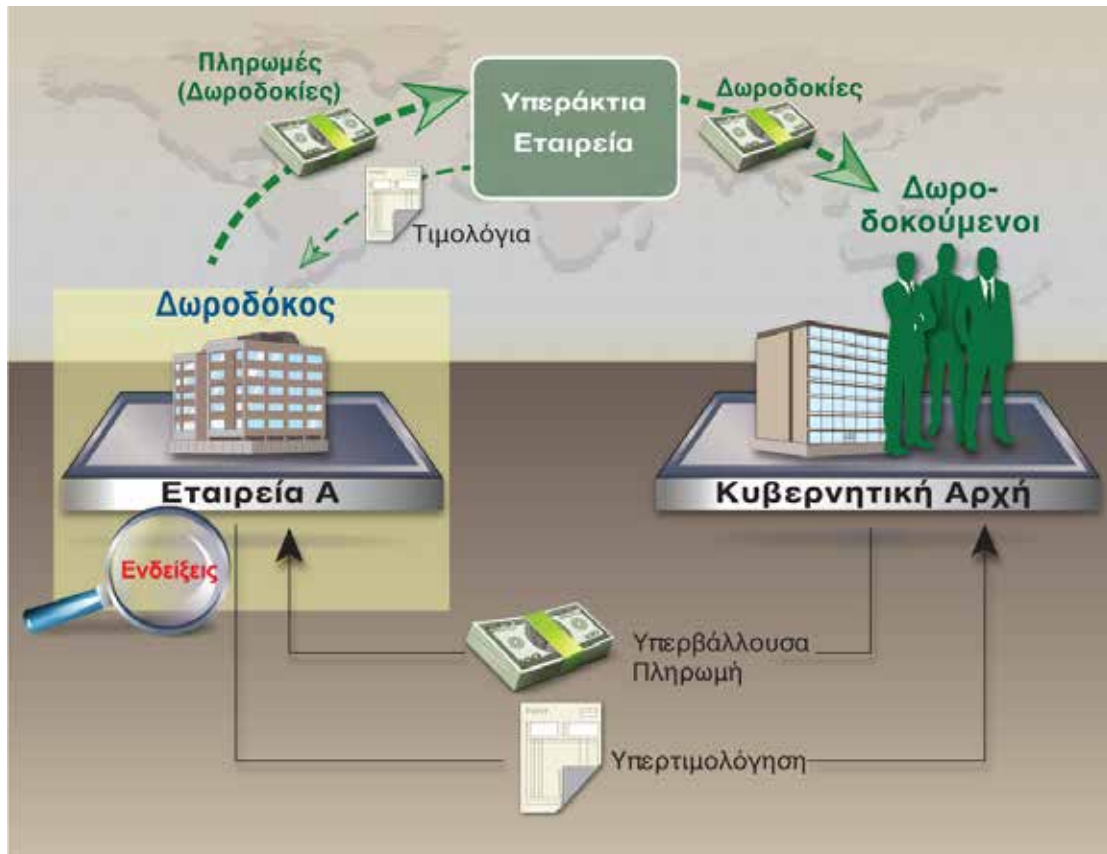 Πληρωμές
(Δωροδοκίες)
Υπεράκτια
Εταιρεία
Δωροδοκίες
Τιμολόγια
Δωρο-
δοκούμενοι
Δωροδόκος
Εταιρεία Α
Κυβερνητική Αρχή
Ενδείξεις
Υπερβάλλουσα
Πληρωμή
Υπερτιμολόγηση